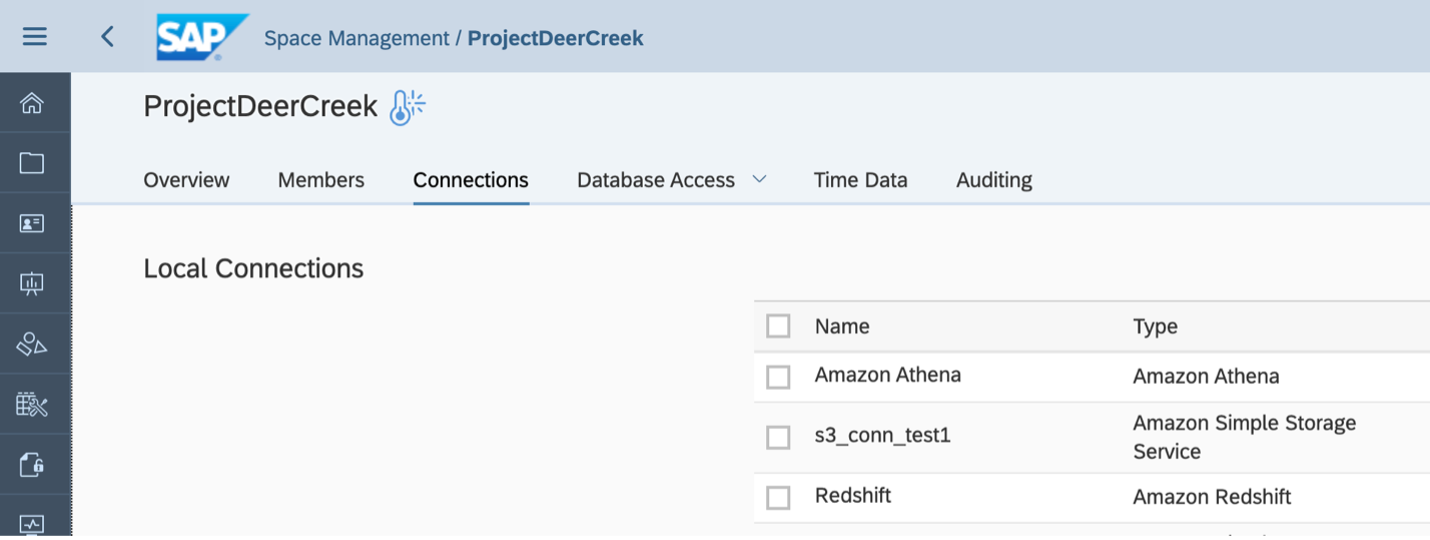 SAP
Space Management / ProjectDeerCreek
ProjectDeerCreek
Overview Members Connections Database Access Time Data Auditing
Local Connections
Name Type
Amazon Athena Amazon Athena
s3_conn_test1 Amazon Simple Storage
Service
Redshift Amazon Redshift